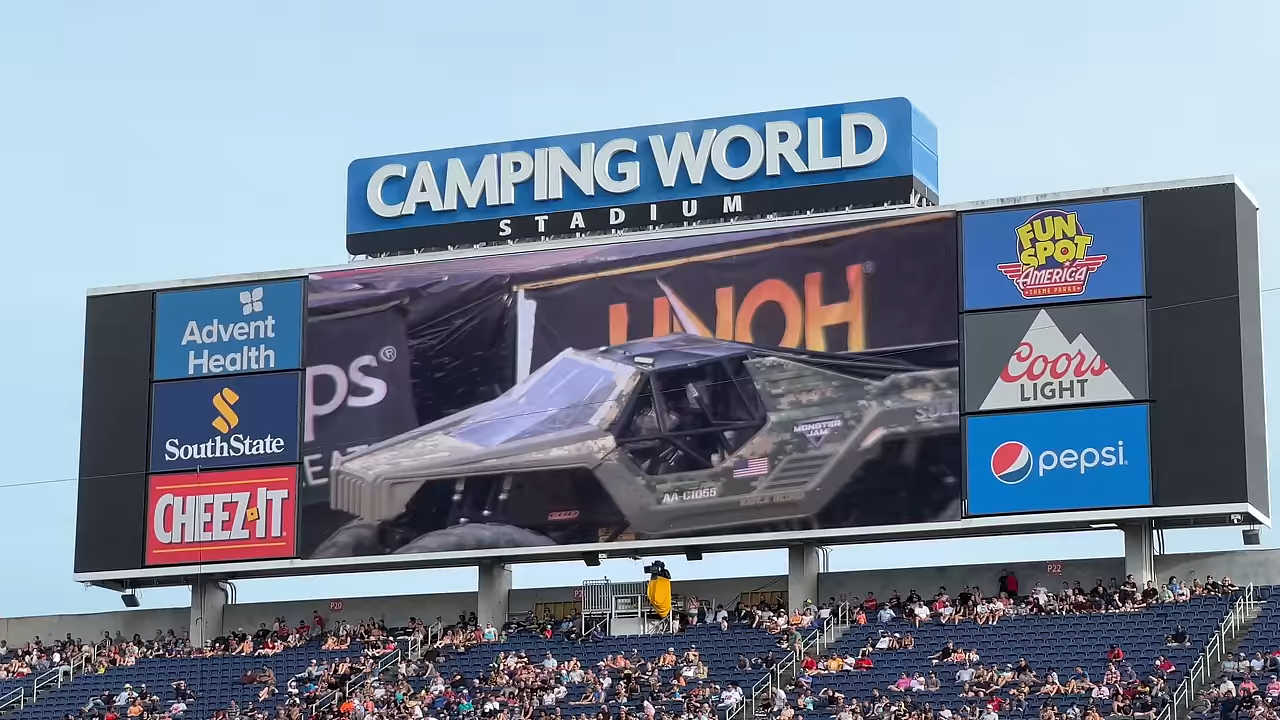 CAMPING WORLD
STADIUM
Advent
Health
SouthState
CHEEZ-IT
ps®
UNOH®
MONSTER
JAM
AA-C1055
FUN
SPOT
AMERICA
THEME PARKS
Coors
LIGHT
pepsi
P20
P22